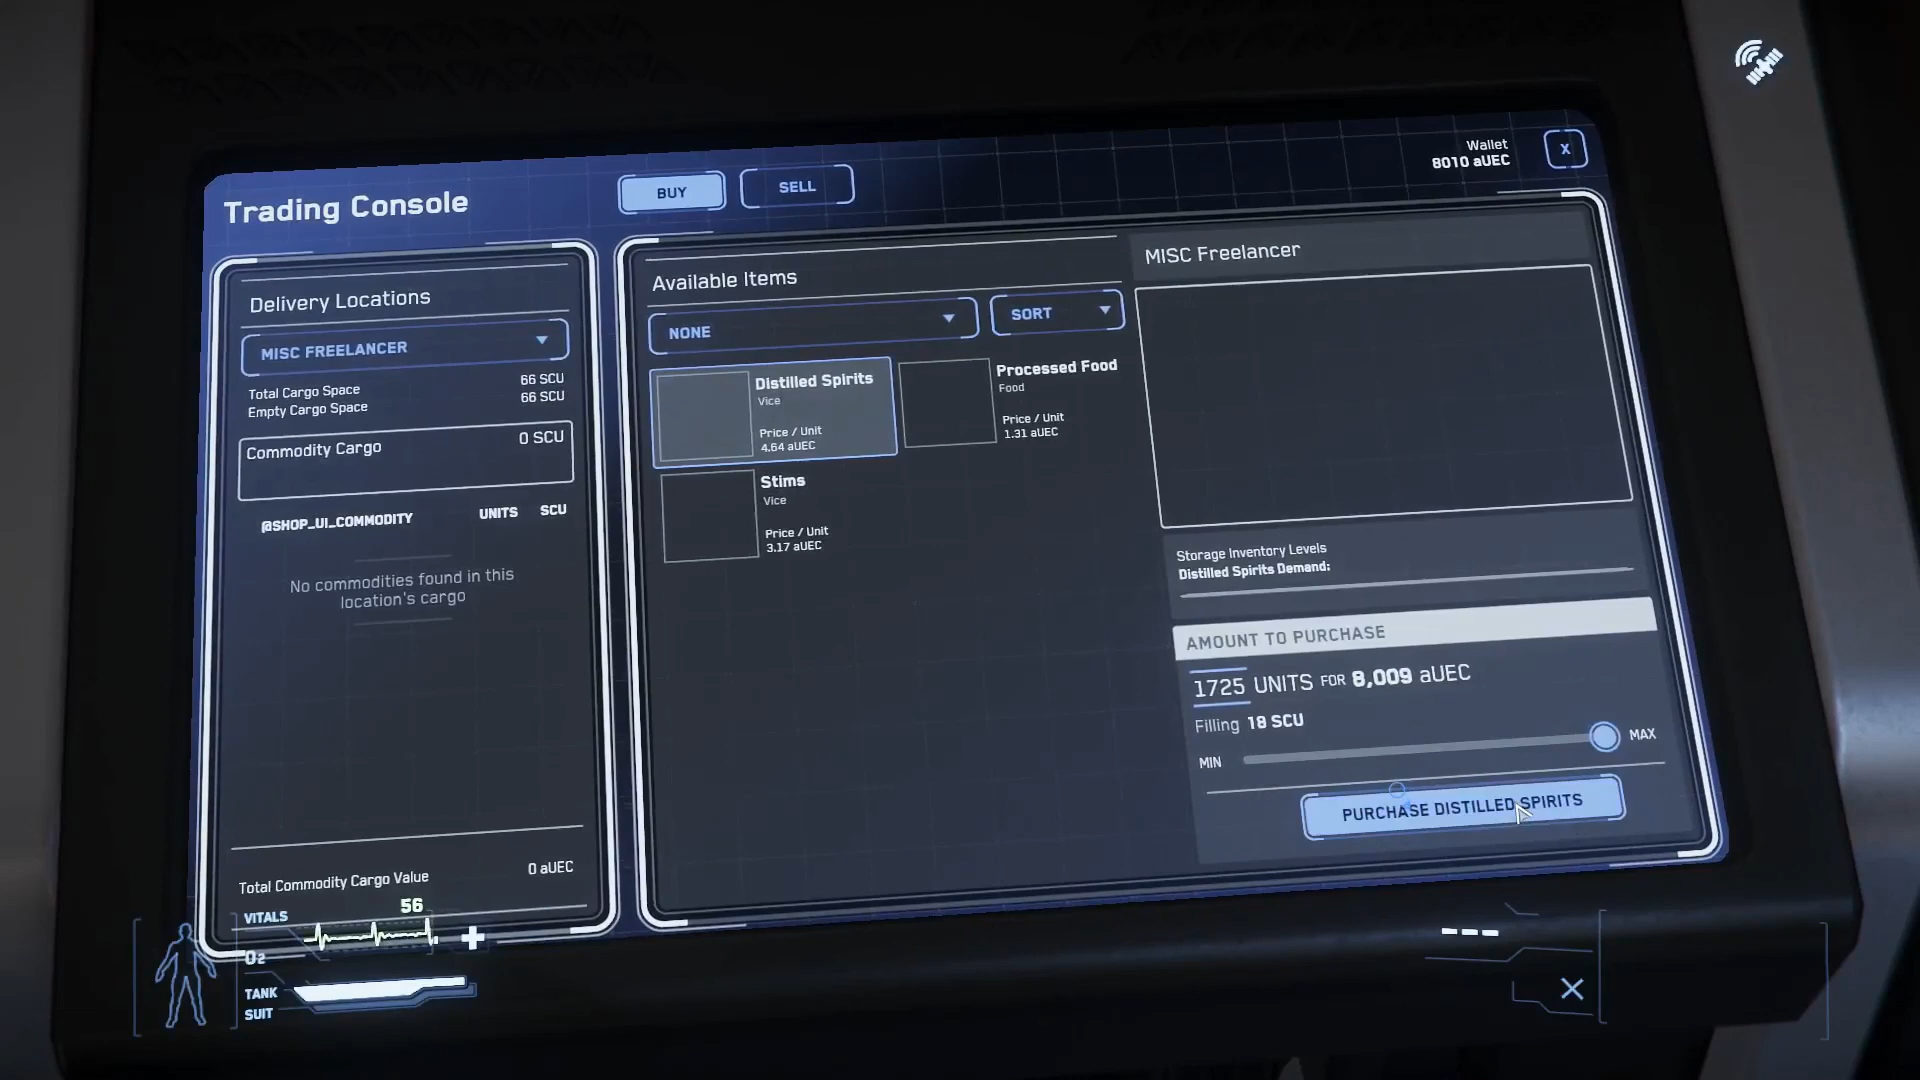 Trading Console
BUY
SELL
Wallet
8010 aUEC
X
Delivery Locations
MISC FREELANCER
Total Cargo Space 66 SCU
Empty Cargo Space 66 SCU
Commodity Cargo 0 SCU
@SHOP_UI_COMMODITY UNITS SCU
No commodities found in this
location's cargo
Total Commodity Cargo Value 0 aUEC
Available Items
NONE
SORT
Distilled Spirits
Vice
Price / Unit
4.64 aUEC
Processed Food
Food
Price / Unit
1.31 aUEC
Stims
Vice
Price / Unit
3.17 aUEC
MISC Freelancer
Storage Inventory Levels
Distilled Spirits Demand:
AMOUNT TO PURCHASE
1725 UNITS FOR 8,009 aUEC
Filling 18 SCU
MIN
MAX
PURCHASE DISTILLED SPIRITS
VITALS
56
O2
TANK
SUIT